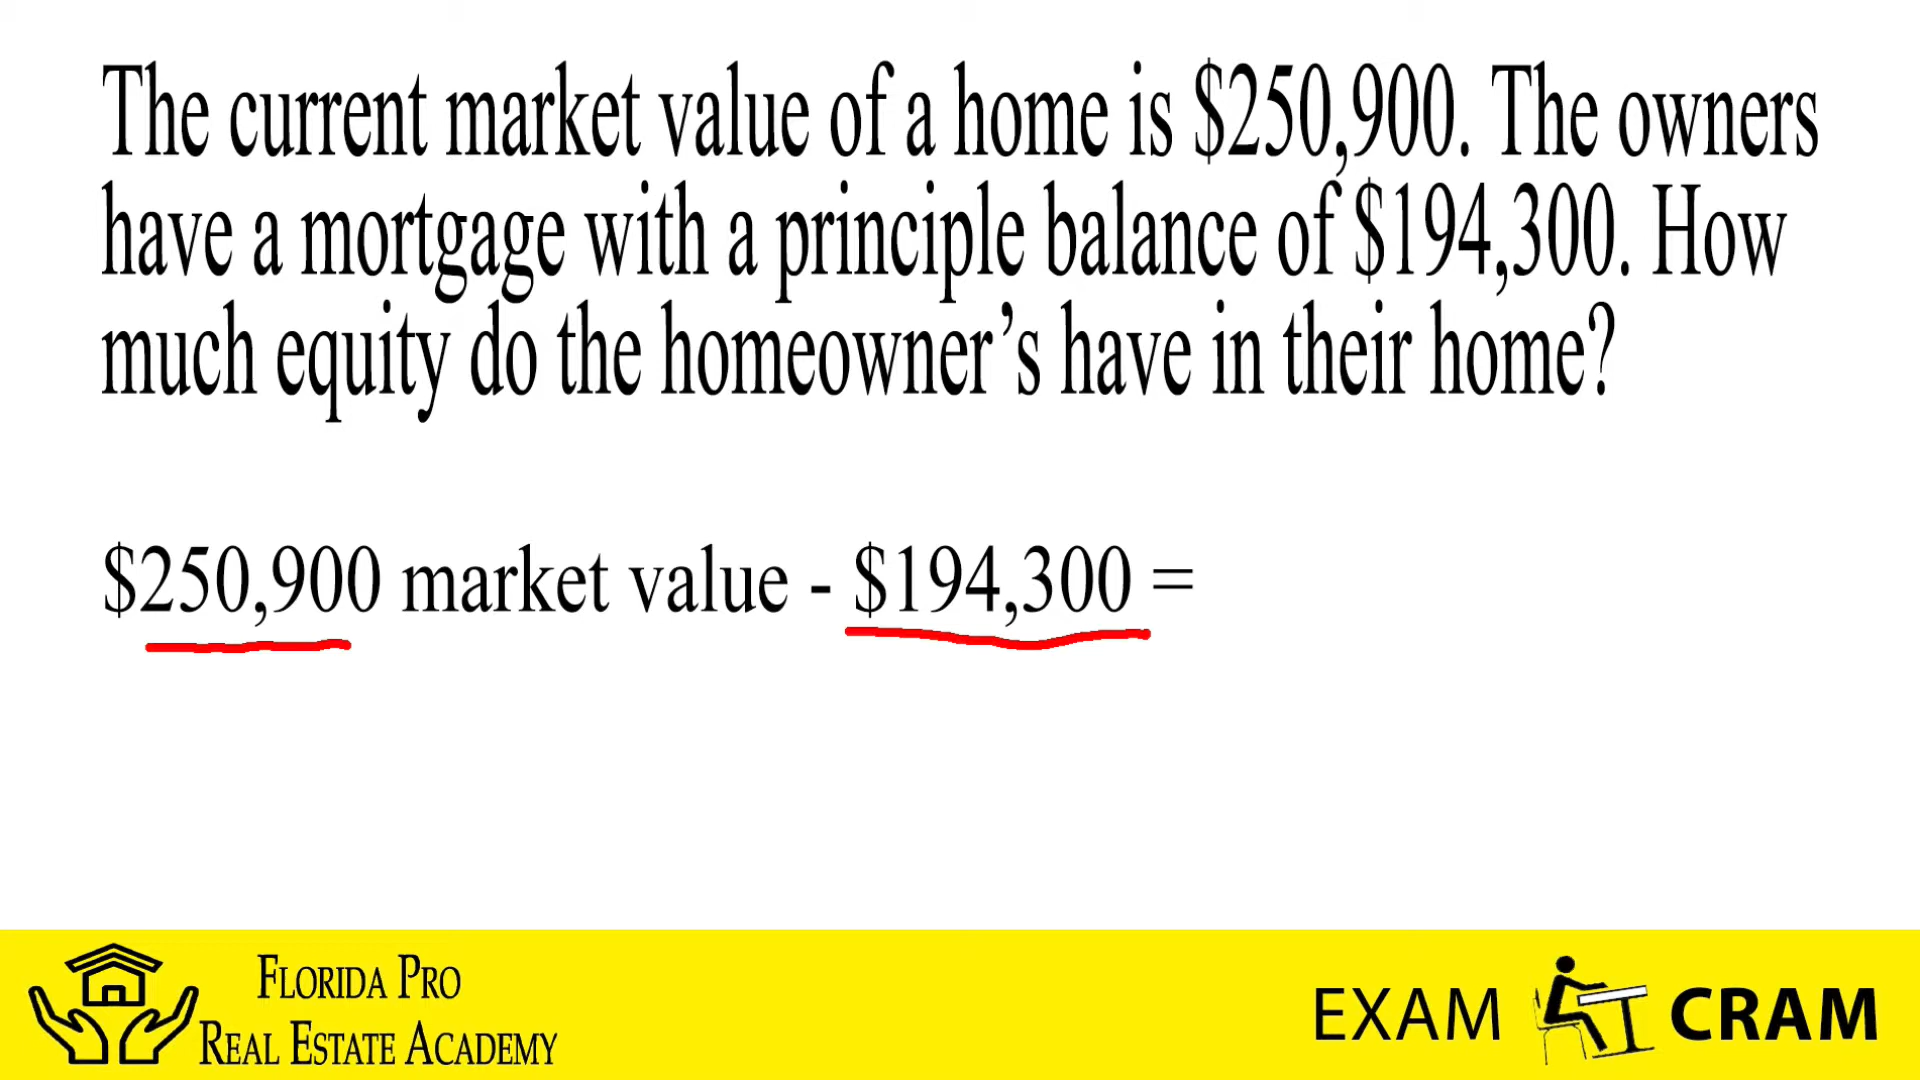 The current market value of a home is $250,900. The owners
have a mortgage with a principle balance of $194,300. How
much equity do the homeowner’s have in their home?
$250,900 market value - $194,300 =
FLORIDA PRO
REAL ESTATE ACADEMY
EXAM CRAM